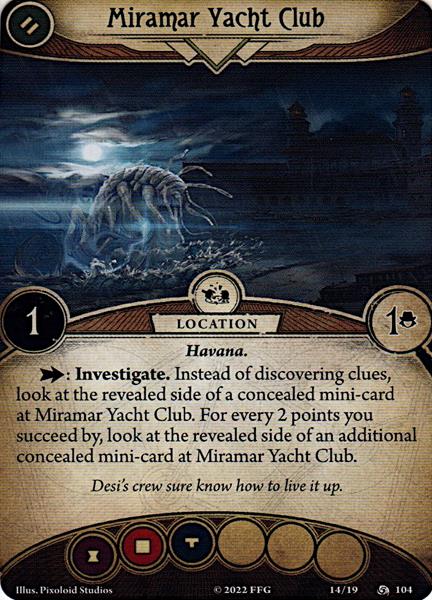 Miramar Yacht Club
1
LOCATION
1
Havana.
: Investigate. Instead of discovering clues,
look at the revealed side of a concealed mini-card
at Miramar Yacht Club. For every 2 points you
succeed by, look at the revealed side of an additional
concealed mini-card at Miramar Yacht Club.
Desi's crew sure know how to live it up.
Illus. Pixoloid Studios © 2022 FFG 14/19 104